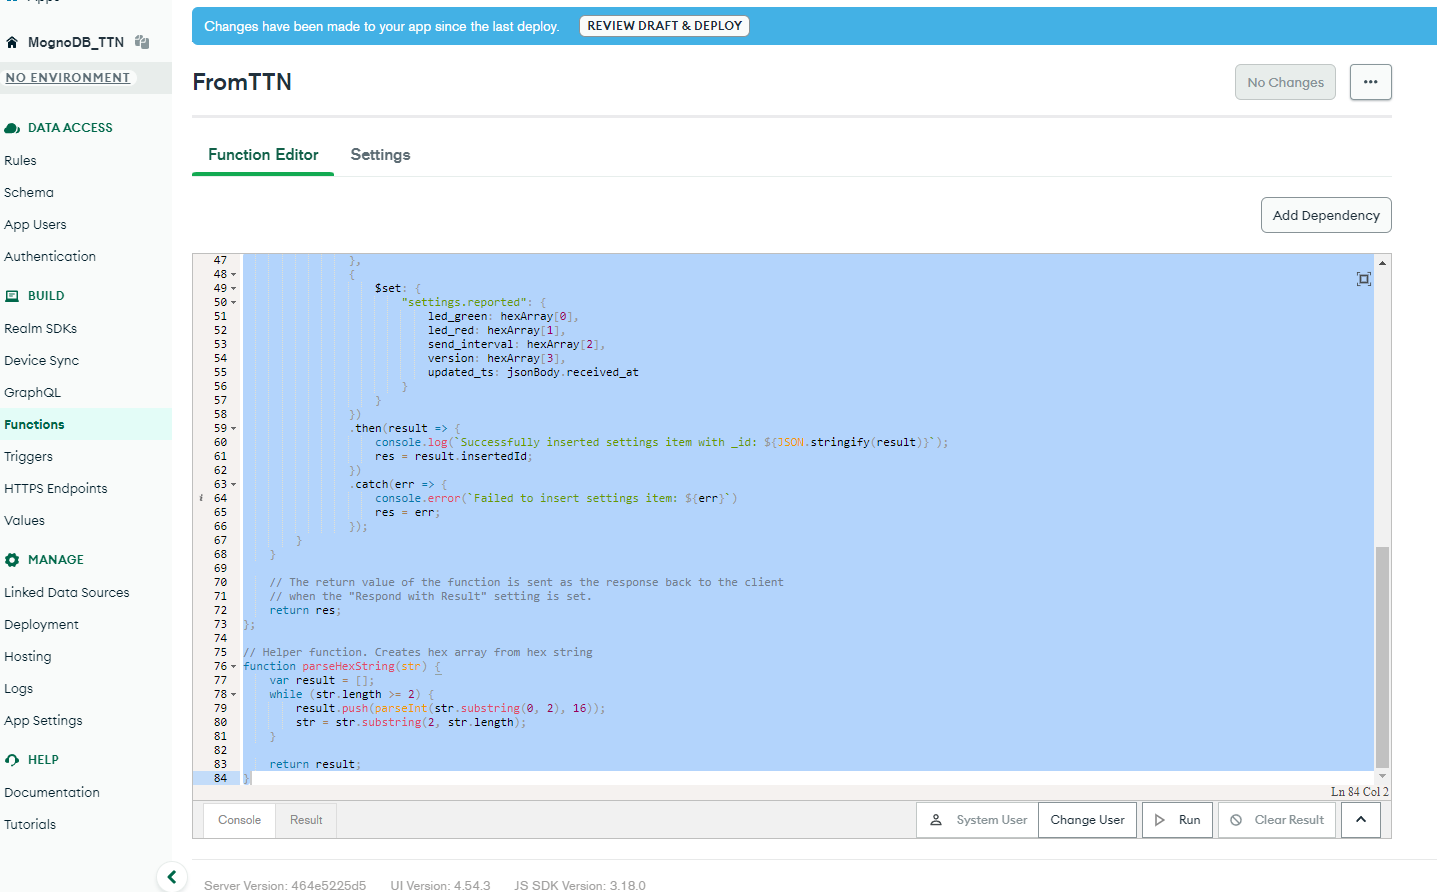 Changes have been made to your app since the last deploy. REVIEW DRAFT & DEPLOY
MognoDB_TTN
NO ENVIRONMENT
DATA ACCESS
Rules
Schema
App Users
Authentication
BUILD
Realm SDKs
Device Sync
GraphQL
Functions
Triggers
HTTPS Endpoints
Values
MANAGE
Linked Data Sources
Deployment
Hosting
Logs
App Settings
HELP
Documentation
Tutorials
FromTTN
No Changes
Function Editor Settings
Add Dependency
47 },
48 {
49 $set: {
50 "settings.reported": {
51 led_green: hexArray[0],
52 led_red: hexArray[1],
53 send_interval: hexArray[2],
54 version: hexArray[3],
55 updated_ts: jsonBody.received_at
56 }
57 }
58 })
59 .then(result => {
60 console.log(`Successfully inserted settings item with _id: ${JSON.stringify(result)}`);
61 res = result.insertedId;
62 })
63 .catch(err => {
64 console.error(`Failed to insert settings item: ${err}`)
65 res = err;
66 });
67 }
68 }
69
70 // The return value of the function is sent as the response back to the client
71 // when the "Respond with Result" setting is set.
72 return res;
73 };
74
75 // Helper function. Creates hex array from hex string
76 function parseHexString(str) {
77 var result = [];
78 while (str.length >= 2) {
79 result.push(parseInt(str.substring(0, 2), 16));
80 str = str.substring(2, str.length);
81 }
82
83 return result;
84 }
Ln 84 Col 2
Console Result System User Change User Run Clear Result
Server Version: 464e5225d5 UI Version: 4.54.3 JS SDK Version: 3.18.0